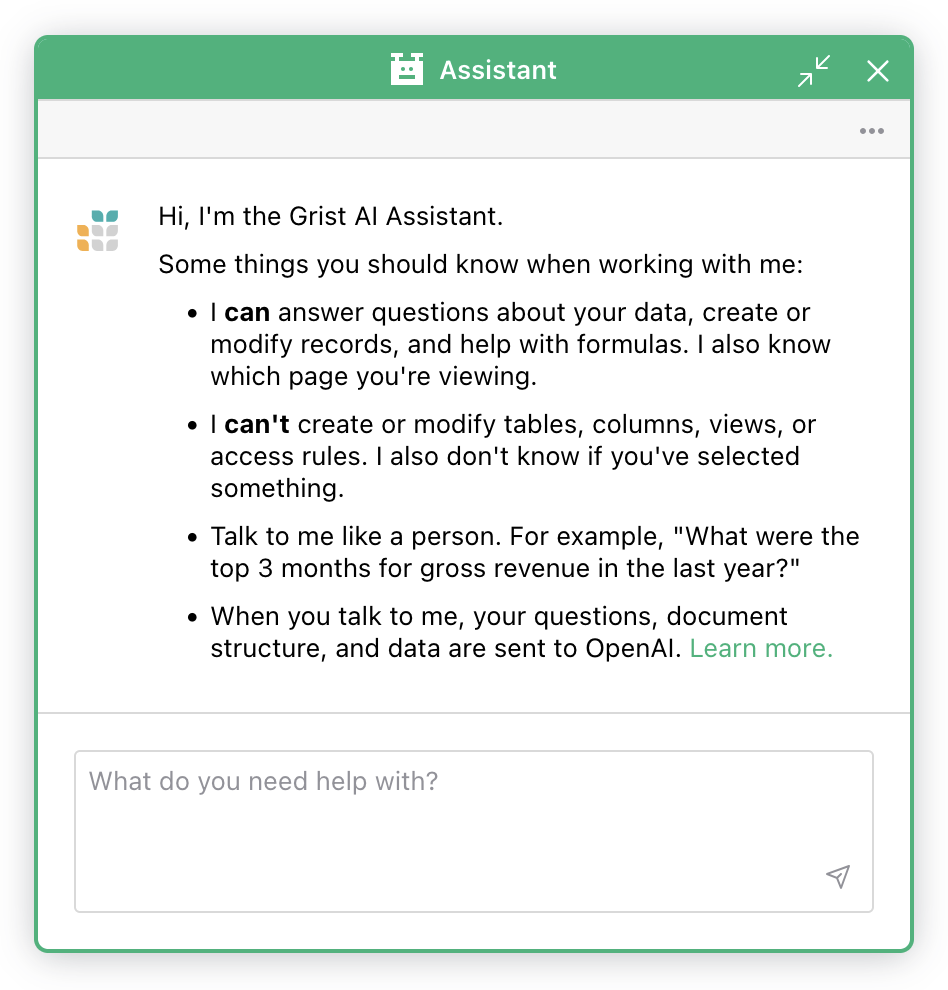 Assistant
Hi, I'm the Grist AI Assistant.
Some things you should know when working with me:
• I can answer questions about your data, create or
modify records, and help with formulas. I also know
which page you're viewing.
• I can't create or modify tables, columns, views, or
access rules. I also don't know if you've selected
something.
• Talk to me like a person. For example, "What were the
top 3 months for gross revenue in the last year?"
• When you talk to me, your questions, document
structure, and data are sent to OpenAI. Learn more.
What do you need help with?